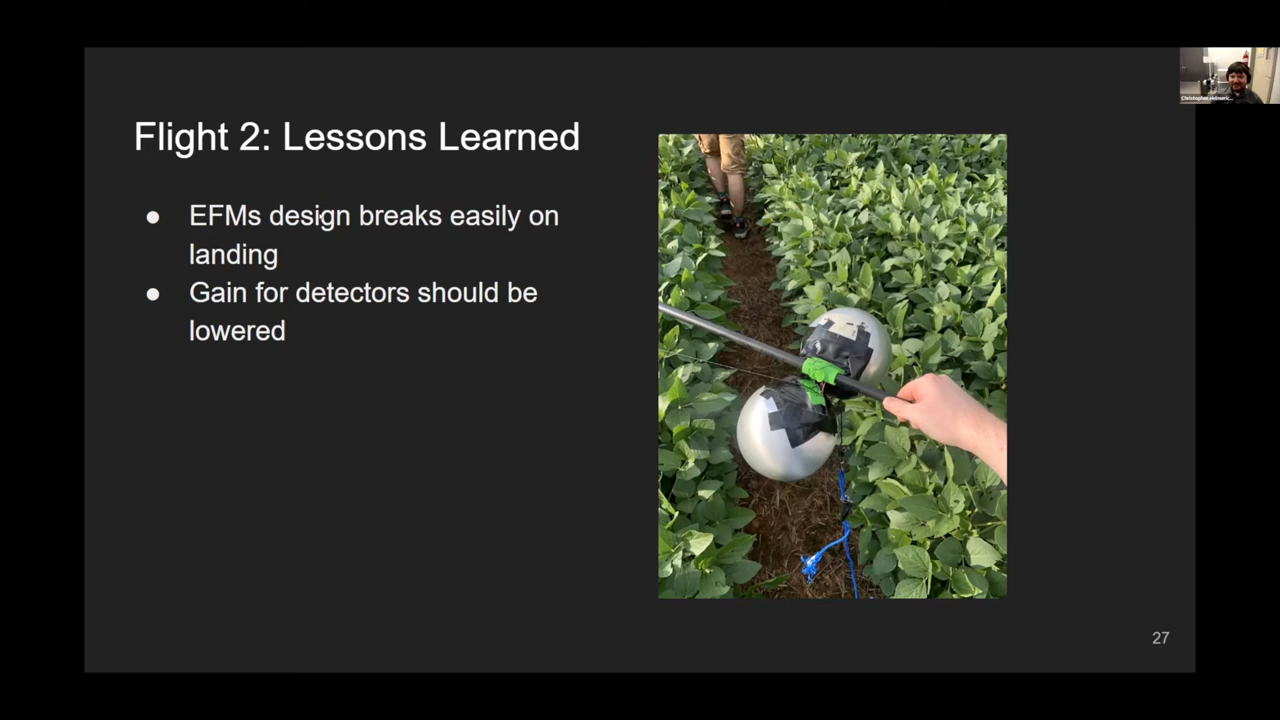 Flight 2: Lessons Learned
● EFMs design breaks easily on
landing
● Gain for detectors should be
lowered
27